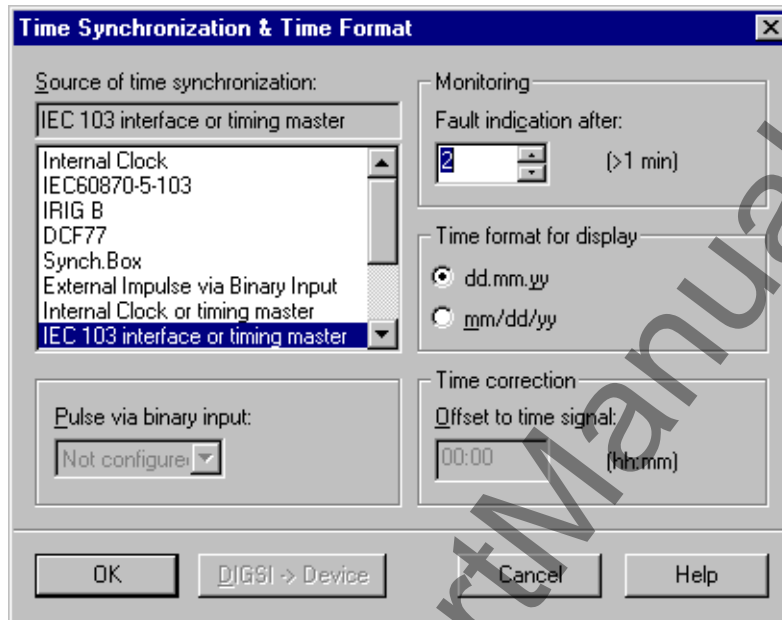 Time Synchronization & Time Format
Source of time synchronization:
IEC 103 interface or timing master
Internal Clock
IEC60870-5-103
IRIG B
DCF77
Synch.Box
External Impulse via Binary Input
Internal Clock or timing master
IEC 103 interface or timing master
Monitoring
Fault indication after:
2 (>1 min)
Time format for display
dd.mm.yy
mm/dd/yy
Pulse via binary input:
Not configure
Time correction
Offset to time signal:
00:00 (hh:mm)
OK
DIGSI -> Device
Cancel
Help
rtManual